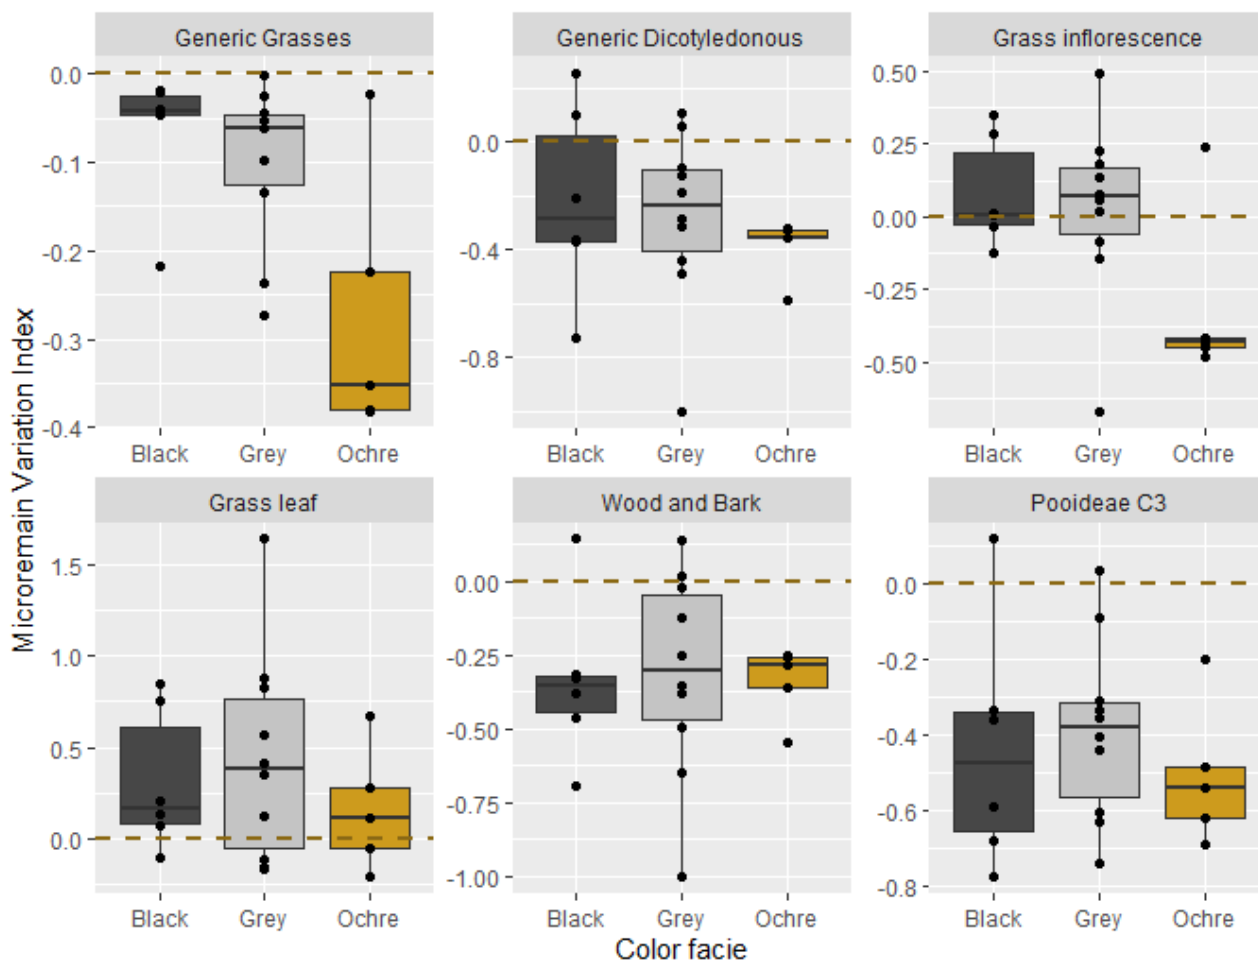 Generic Grasses
Generic Dicotyledonous
Grass inflorescence
0.0
-0.1
-0.2
-0.3
-0.4
0.0
-0.4
-0.8
0.50
0.25
0.00
-0.25
-0.50
Black Grey Ochre
Black Grey Ochre
Black Grey Ochre
Microremain Variation Index
Grass leaf
Wood and Bark
Pooideae C3
1.5
1.0
0.5
0.0
0.00
-0.25
-0.50
-0.75
-1.00
0.0
-0.2
-0.4
-0.6
-0.8
Black Grey Ochre
Black Grey Ochre
Black Grey Ochre
Color facie